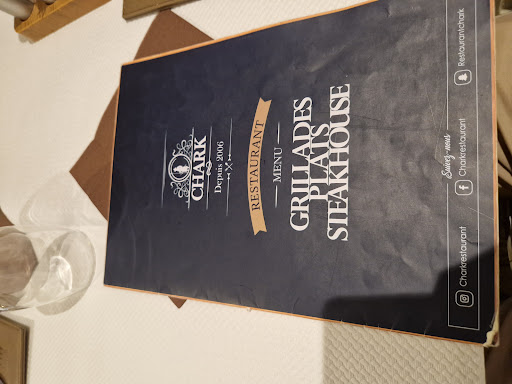 CHARK
Depuis 2006
RESTAURANT
MENU
GRILLADES
PLATS
STEAKHOUSE
Suivez-nous
Charkrestaurant
Charkrestaurant
Restaurantchark